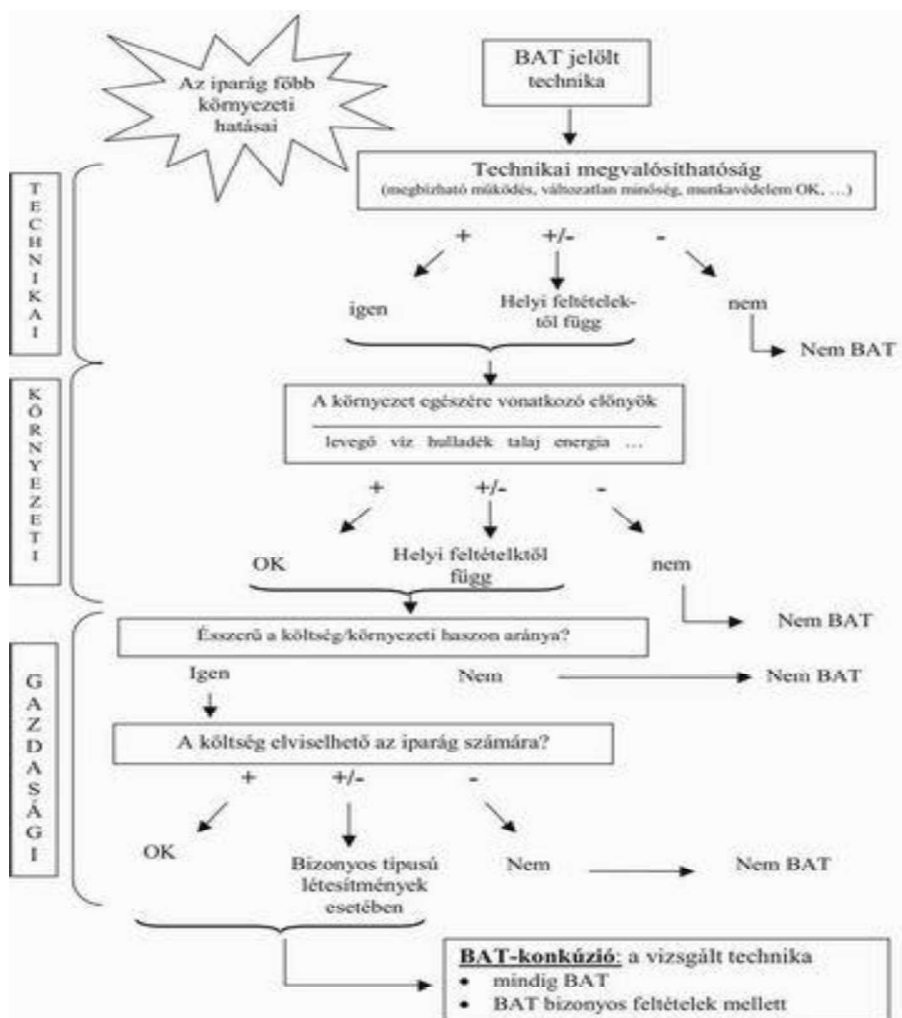 Az iparág főbb
környezeti
hatásai
BAT jelölt
technika
TECHNIKAI
Technikai megvalósíthatóság
(megbízható működés, változatlan minőség, munkavédelem OK, …)
+ +/- -
igen
Helyi feltételek-
től függ
nem
Nem BAT
KÖRNYEZETI
A környezet egészére vonatkozó előnyök
levegő víz hulladék talaj energia …
+ +/- -
OK
Helyi feltételktől
függ
nem
Nem BAT
GAZDASÁGI
Ésszerű a költség/környezeti haszon aránya?
Igen Nem Nem BAT
A költség elviselhető az iparág számára?
+ +/- -
OK
Bizonyos típusú
létesítmények
esetében
Nem
Nem BAT
BAT-konkúzió: a vizsgált technika
• mindig BAT
• BAT bizonyos feltételek mellett